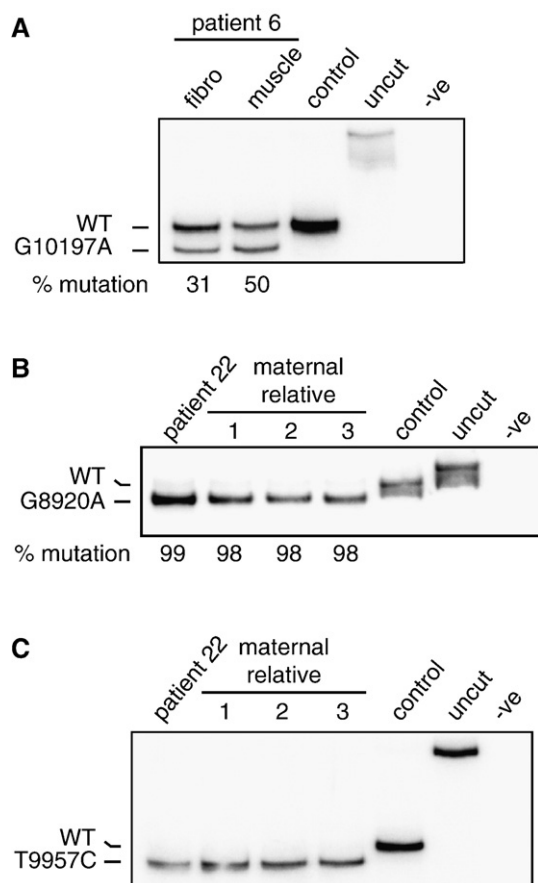 A
patient 6
fibro muscle control uncut -ve
WT
G10197A
% mutation 31 50
B
patient 22 maternal relative control uncut -ve
1 2 3
WT
G8920A
% mutation 99 98 98 98
C
patient 22 maternal relative control uncut -ve
1 2 3
WT
T9957C